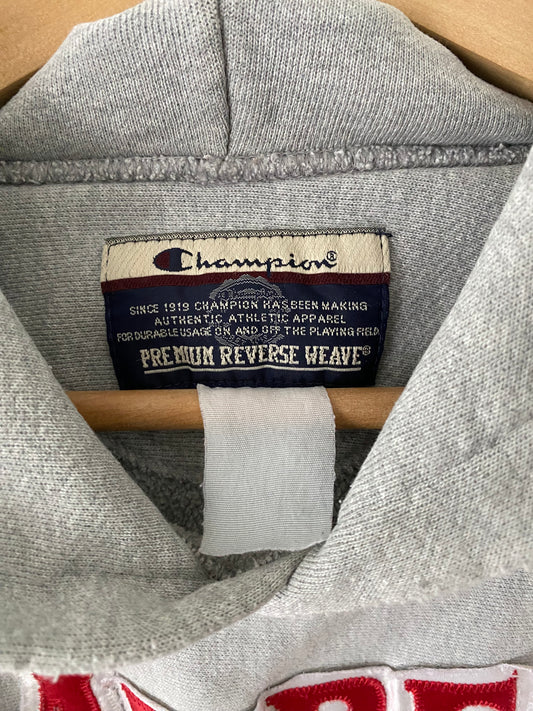 Champion®
SINCE 1919 CHAMPION HAS BEEN MAKING
AUTHENTIC ATHLETIC APPAREL
FOR DURABLE USAGE ON AND OFF THE PLAYING FIELD.
PREMIUM REVERSE WEAVE®